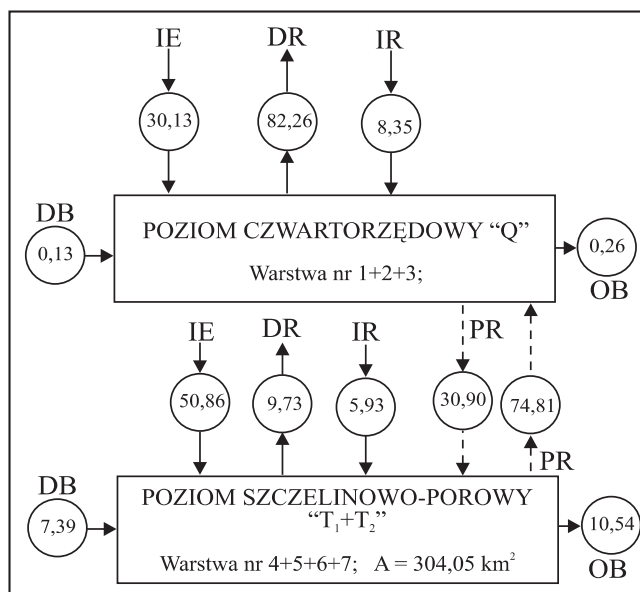 IE DR IR
30,13 82,26 8,35
DB
0,13
POZIOM CZWARTORZĘDOWY “Q”
Warstwa nr 1+2+3;
0,26
OB
IE DR IR PR
50,86 9,73 5,93 30,90 74,81
PR
DB
7,39
POZIOM SZCZELINOWO-POROWY
“T₁+T₂”
Warstwa nr 4+5+6+7; A = 304,05 km²
10,54
OB